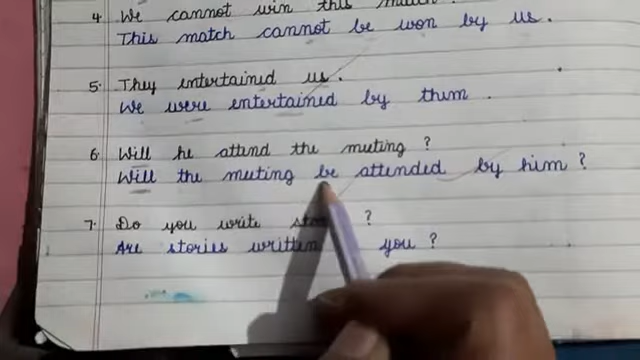 4. We cannot win this
This match cannot be won by us.
5. They entertained us.
We were entertained by them.
6. Will he attend the meeting ?
Will the meeting be attended by him ?
7. Do you write ?
Are stories written you ?